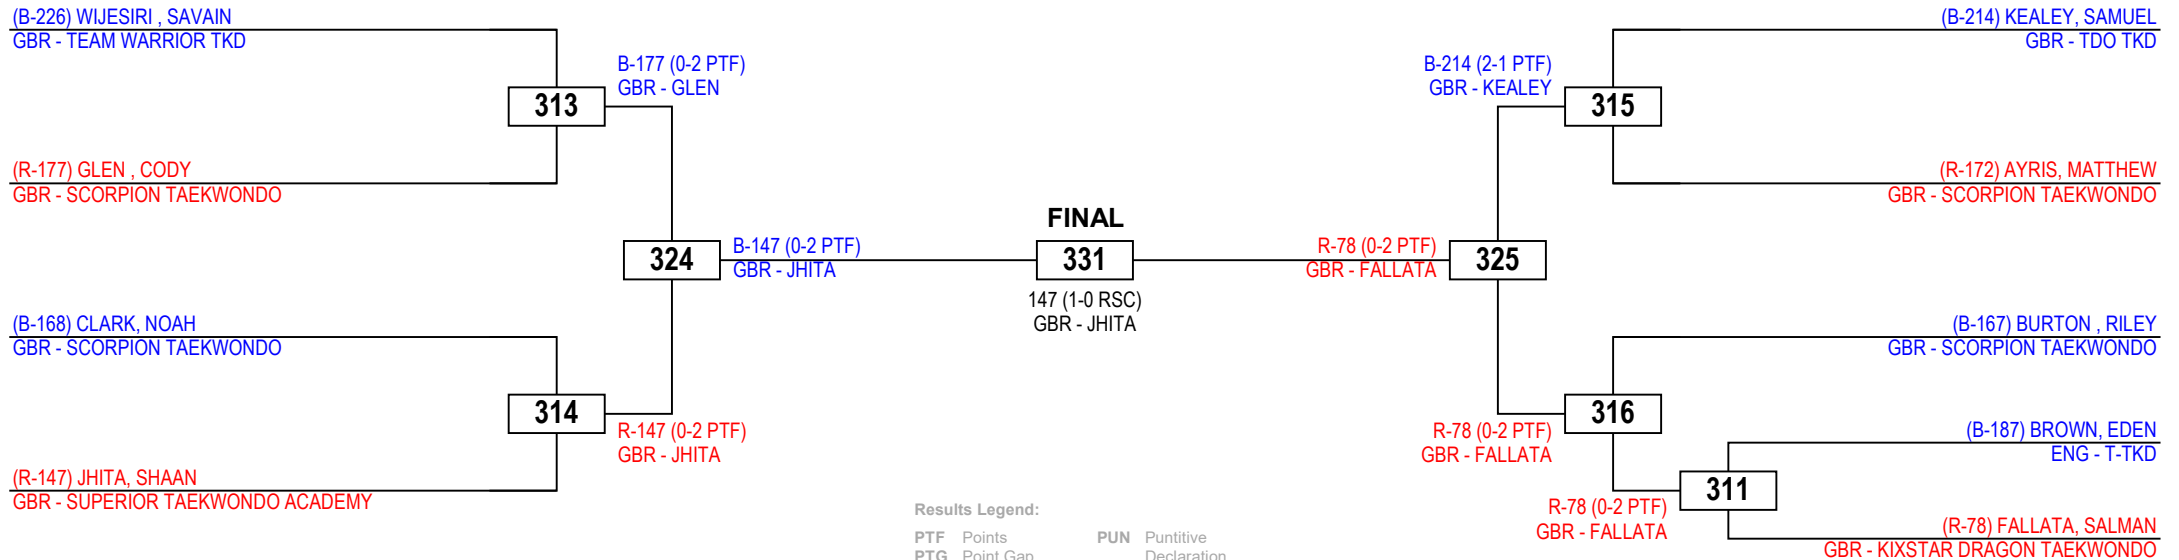 (B-226) WIJESIRI , SAVAIN
GBR - TEAM WARRIOR TKD
B-177 (0-2 PTF)
GBR - GLEN
313
(R-177) GLEN , CODY
GBR - SCORPION TAEKWONDO
324
B-147 (0-2 PTF)
GBR - JHITA
(B-168) CLARK, NOAH
GBR - SCORPION TAEKWONDO
314
R-147 (0-2 PTF)
GBR - JHITA
(R-147) JHITA, SHAAN
GBR - SUPERIOR TAEKWONDO ACADEMY
FINAL
331
147 (1-0 RSC)
GBR - JHITA
(B-214) KEALEY, SAMUEL
GBR - TDO TKD
B-214 (2-1 PTF)
GBR - KEALEY
315
(R-172) AYRIS, MATTHEW
GBR - SCORPION TAEKWONDO
R-78 (0-2 PTF)
GBR - FALLATA
325
(B-167) BURTON , RILEY
GBR - SCORPION TAEKWONDO
316
R-78 (0-2 PTF)
GBR - FALLATA
(B-187) BROWN, EDEN
ENG - T-TKD
311
R-78 (0-2 PTF)
GBR - FALLATA
(R-78) FALLATA, SALMAN
GBR - KIXSTAR DRAGON TAEKWONDO
Results Legend:
PTF Points PUN Puntitive
PTG Point Gap Declaration